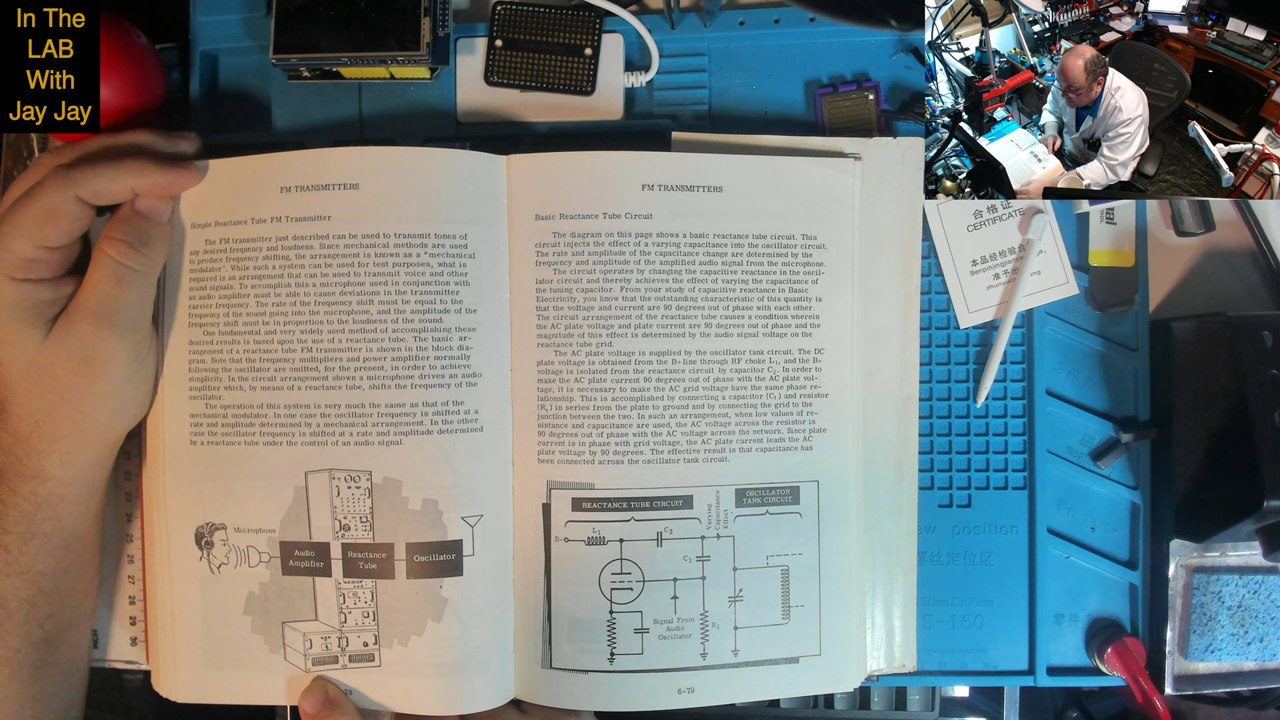 In The
LAB
With
Jay Jay
FM TRANSMITTERS
Simple Reactance Tube FM Transmitter
The FM transmitter just described can be used to transmit tones of
any desired frequency and loudness. Since mechanical methods are used
to produce frequency shifting, the arrangement is known as a "mechanical
modulator". While such a system can be used for test purposes, what is
required is an arrangement that can be used to transmit voice and other
sound signals. To accomplish this a microphone used in conjunction with
an audio amplifier must be able to cause deviations in the transmitter
carrier frequency. The rate of the frequency shift must be equal to the
frequency of the sound going into the microphone, and the amplitude of the
frequency shift must be in proportion to the loudness of the sound.
One fundamental and very widely used method of accomplishing these
desired results is based upon the use of a reactance tube. The basic ar-
rangement of a reactance tube FM transmitter is shown in the block dia-
gram. Note that the frequency multipliers and power amplifier normally
following the oscillator are omitted, for the present, in order to achieve
simplicity. In the circuit arrangement shown a microphone drives an audio
amplifier which, by means of a reactance tube, shifts the frequency of the
oscillator.
The operation of this system is very much the same as that of the
mechanical modulator. In one case the oscillator frequency is shifted at a
rate and amplitude determined by a mechanical arrangement. In the other
case the oscillator frequency is shifted at a rate and amplitude determined
by a reactance tube under the control of an audio signal.
Microphone
Audio
Amplifier
Reactance
Tube
Oscillator
78
FM TRANSMITTERS
Basic Reactance Tube Circuit
The diagram on this page shows a basic reactance tube circuit. This
circuit injects the effect of a varying capacitance into the oscillator circuit.
The rate and amplitude of the capacitance change are determined by the
frequency and amplitude of the amplified audio signal from the microphone.
The circuit operates by changing the capacitive reactance in the oscil-
lator circuit and thereby achieves the effect of varying the capacitance of
the tuning capacitor. From your study of capacitive reactance in Basic
Electricity, you know that the outstanding characteristic of this quantity is
that the voltage and current are 90 degrees out of phase with each other.
The circuit arrangement of the reactance tube causes a condition wherein
the AC plate voltage and plate current are 90 degrees out of phase and the
magnitude of this effect is determined by the audio signal voltage on the
reactance tube grid.
The AC plate voltage is supplied by the oscillator tank circuit. The DC
plate voltage is obtained from the B+ line through RF choke L₁, and the B+
voltage is isolated from the reactance circuit by capacitor C₂. In order to
make the AC plate current 90 degrees out of phase with the AC plate vol-
tage, it is necessary to make the AC grid voltage have the same phase re-
lationship. This is accomplished by connecting a capacitor (C₁) and resistor
(R₁) in series from the plate to ground and by connecting the grid to the
junction between the two. In such an arrangement, when low values of re-
sistance and capacitance are used, the AC voltage across the resistor is
90 degrees out of phase with the AC voltage across the network. Since plate
current is in phase with grid voltage, the AC plate current leads the AC
plate voltage by 90 degrees. The effective result is that capacitance has
been connected across the oscillator tank circuit.
REACTANCE TUBE CIRCUIT
Varying
Capacitance
Effect
OSCILLATOR
TANK CIRCUIT
L₁
C₂
C₁
R₁
Signal From
Audio
Oscillator
6-79
合格证
CERTIFICATE
本品经检验合
准予出
position
丝定位区
S-160
零件
26
27
28
29
30